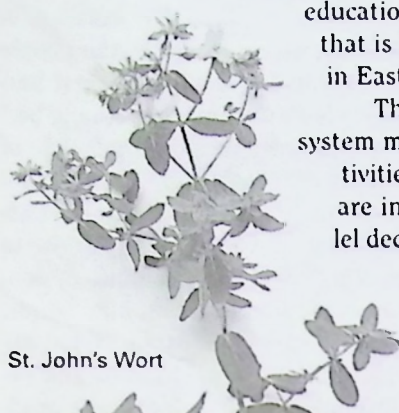 educatio
that is
in East
Th
system m
tivitie
are in
lel dec
St. John's Wort